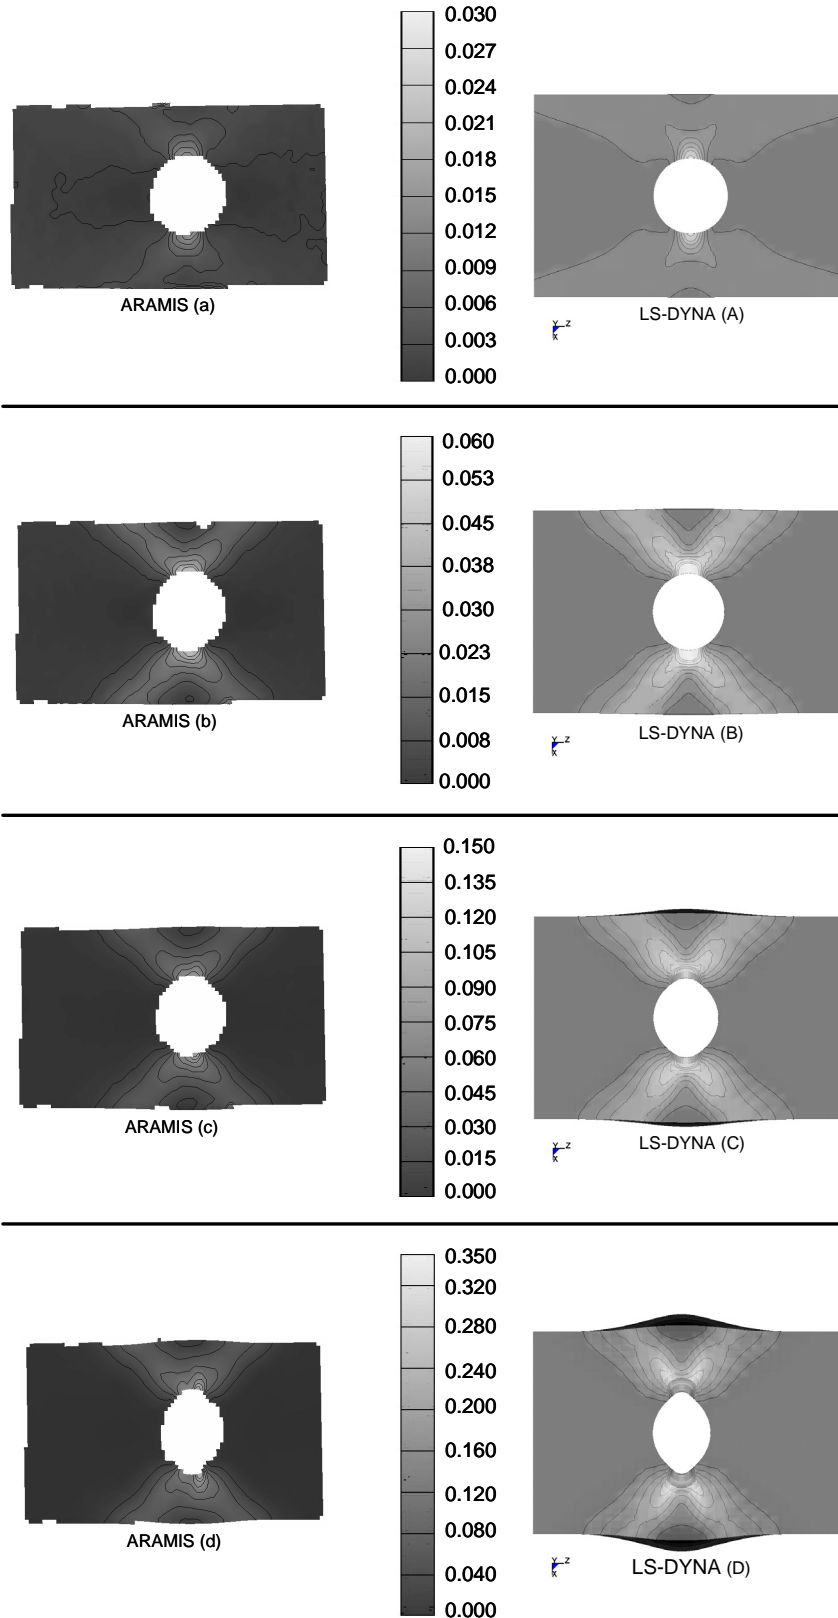 0.030
0.027
0.024
0.021
0.018
0.015
0.012
0.009
0.006
0.003
0.000
ARAMIS (a)
LS-DYNA (A)
Y Z
X
0.060
0.053
0.045
0.038
0.030
0.023
0.015
0.008
0.000
ARAMIS (b)
LS-DYNA (B)
Y Z
X
0.150
0.135
0.120
0.105
0.090
0.075
0.060
0.045
0.030
0.015
0.000
ARAMIS (c)
LS-DYNA (C)
Y Z
X
0.350
0.320
0.280
0.240
0.200
0.160
0.120
0.080
0.040
0.000
ARAMIS (d)
LS-DYNA (D)
Y Z
X